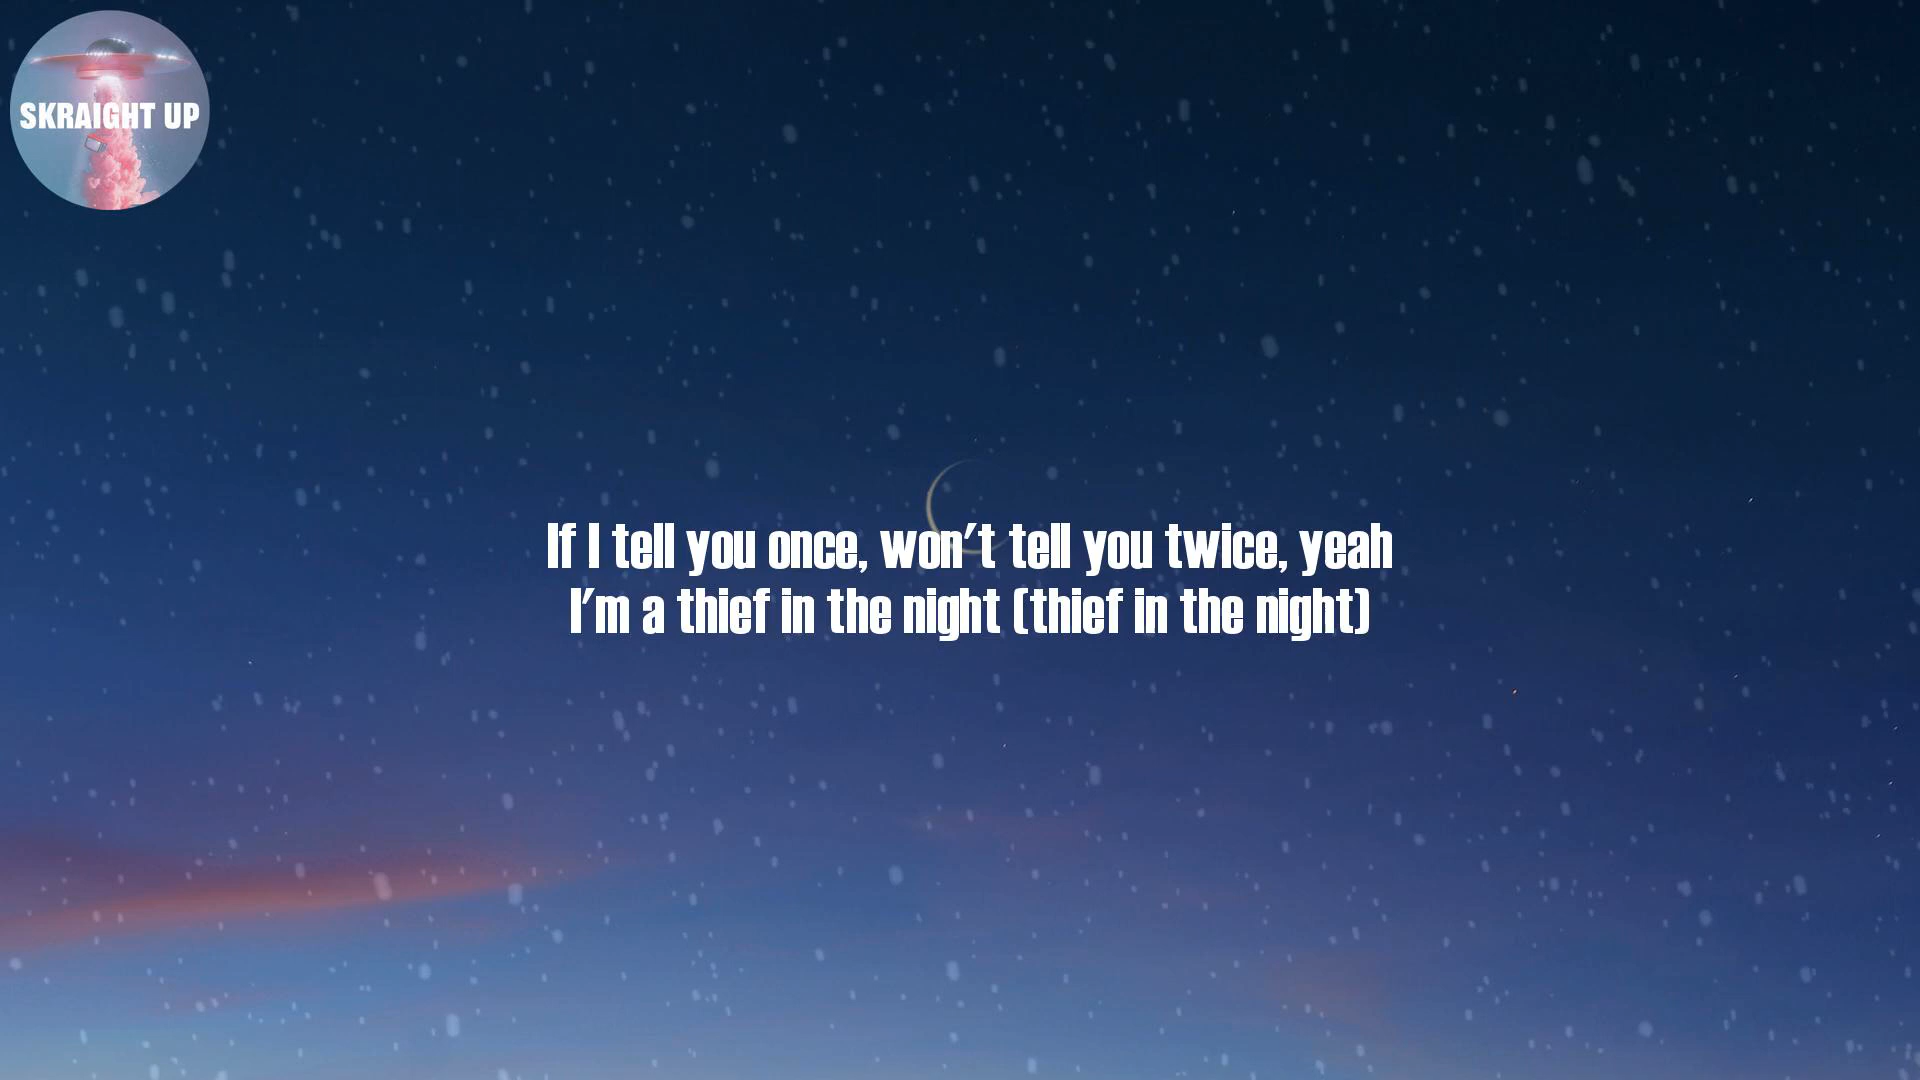 SKRAIGHT UP
If I tell you once, won't tell you twice, yeah
I'm a thief in the night (thief in the night)